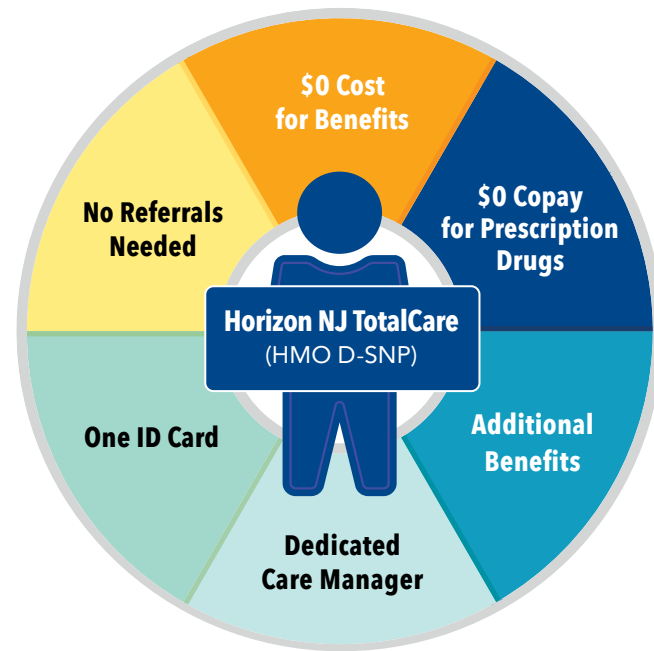 $0 Cost
for Benefits
$0 Copay
for Prescription
Drugs
No Referrals
Needed
Horizon NJ TotalCare
(HMO D-SNP)
One ID Card
Additional
Benefits
Dedicated
Care Manager